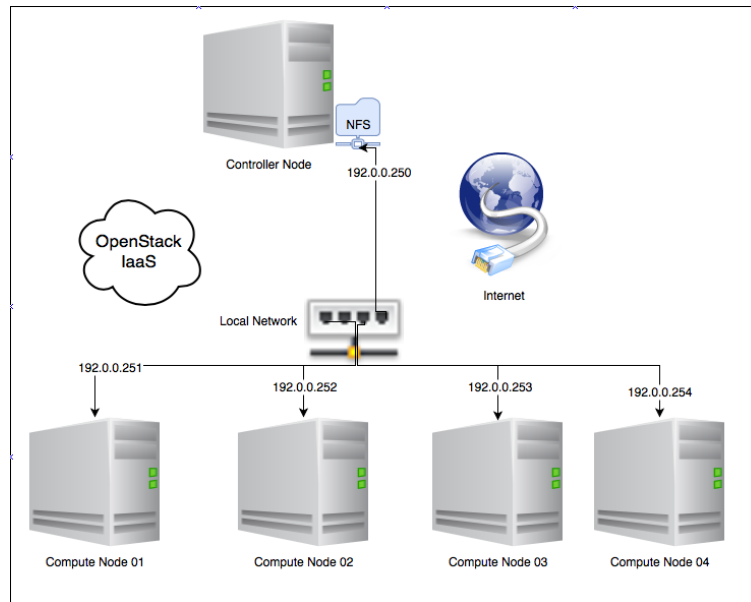 NFS
Controller Node
192.0.0.250
OpenStack
IaaS
Internet
Local Network
192.0.0.251
192.0.0.252
192.0.0.253
192.0.0.254
Compute Node 01
Compute Node 02
Compute Node 03
Compute Node 04